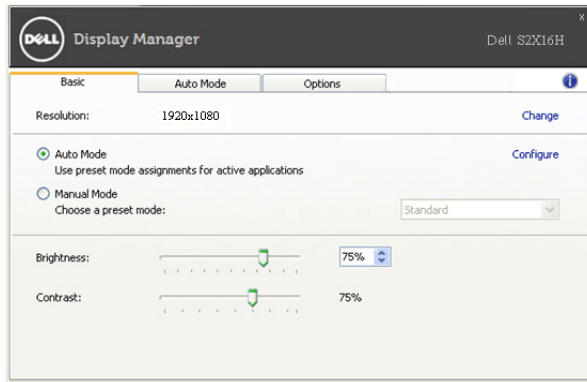 DELL Display Manager
Dell S2X16H
x
Basic Auto Mode Options i
Resolution: 1920x1080 Change
Auto Mode Configure
Use preset mode assignments for active applications
Manual Mode
Choose a preset mode: Standard
Brightness: 75%
Contrast: 75%